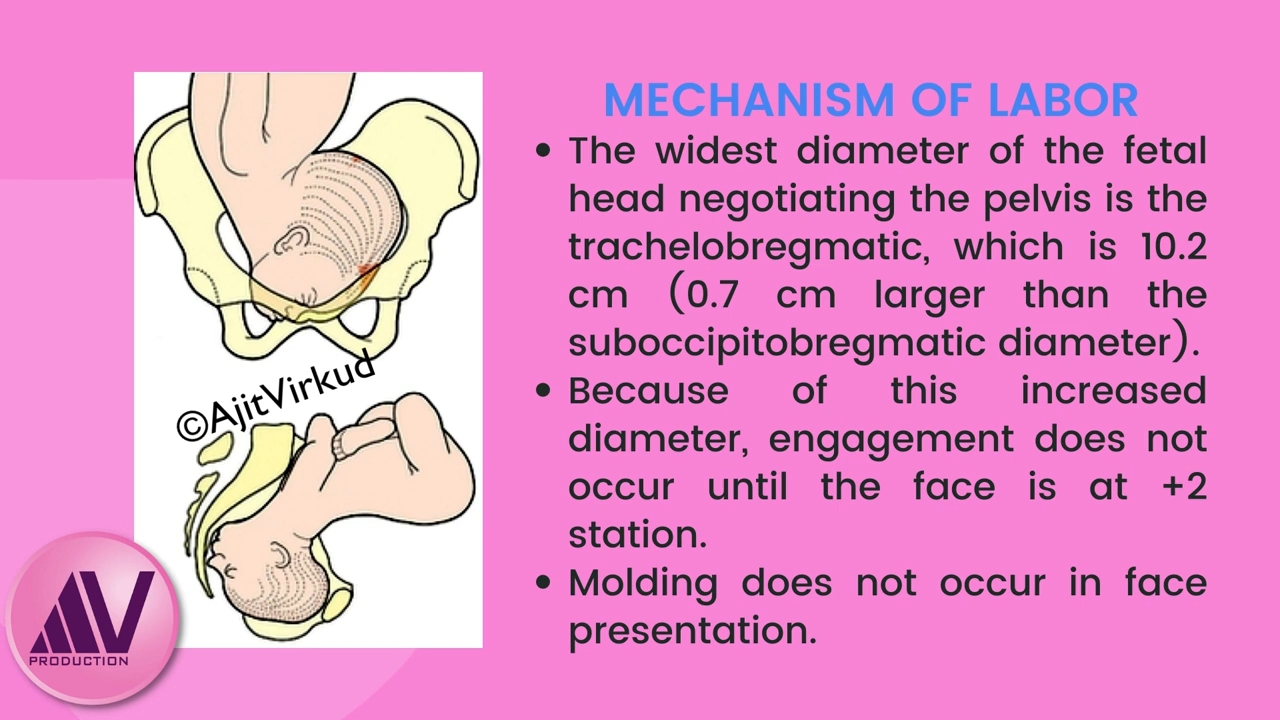 MECHANISM OF LABOR
• The widest diameter of the fetal
head negotiating the pelvis is the
trachelobregmatic, which is 10.2
cm (0.7 cm larger than the
suboccipitobregmatic diameter).
• Because of this increased
diameter, engagement does not
occur until the face is at +2
station.
• Molding does not occur in face
presentation.
©AjitVirkud
AV
PRODUCTION